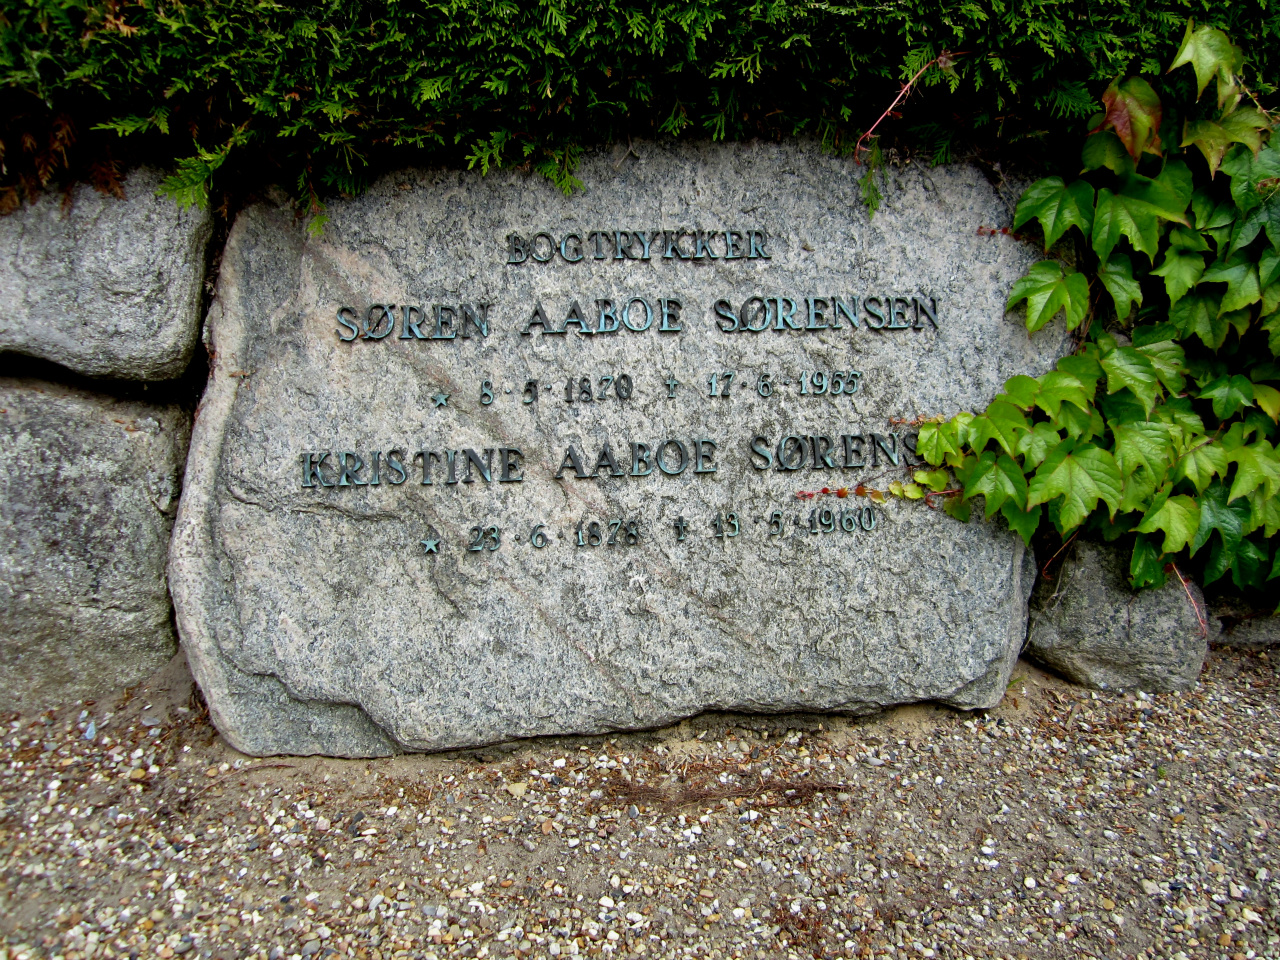 BOGTRYKKER
SØREN AABOE SØRENSEN
★ 8·5·1870 ✝ 17·6·1955
KRISTINE AABOE SØRENS
★ 23·6·1878 ✝ 13·5·1960